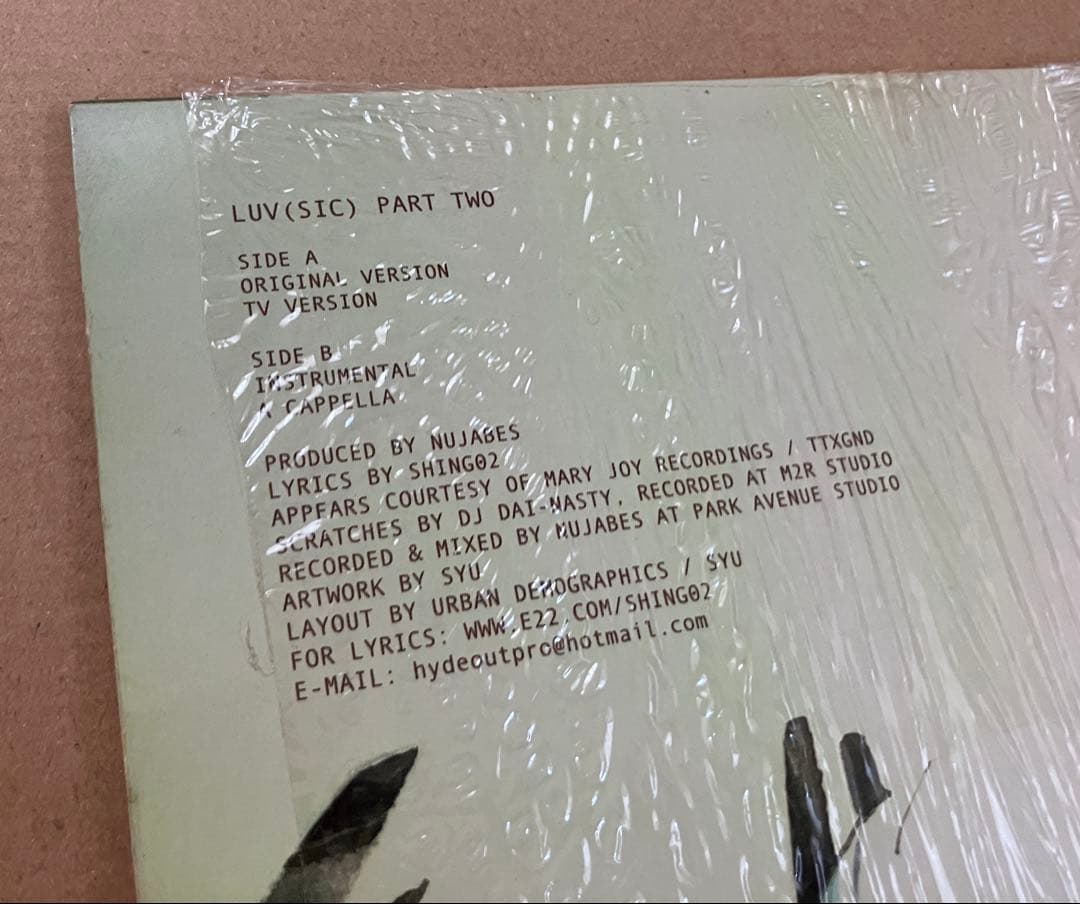 LUV(SIC) PART TWO
SIDE A
ORIGINAL VERSION
TV VERSION
SIDE B
INSTRUMENTAL
A CAPPELLA
PRODUCED BY NUJABES
LYRICS BY SHING02
APPEARS COURTESY OF MARY JOY RECORDINGS / TTXGND
SCRATCHES BY DJ DAI-NASTY, RECORDED AT M2R STUDIO
RECORDED & MIXED BY NUJABES AT PARK AVENUE STUDIO
ARTWORK BY SYU
LAYOUT BY URBAN DEMOGRAPHICS / SYU
FOR LYRICS: WWW.E22.COM/SHING02
E-MAIL: hydeoutpro@hotmail.com